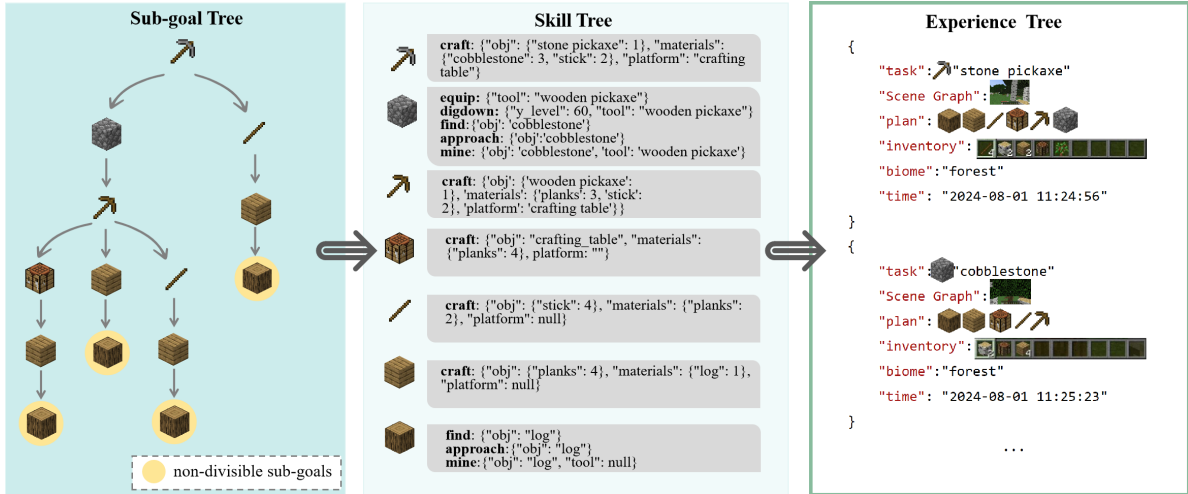 Sub-goal Tree
non-divisible sub-goals
Skill Tree
craft: {"obj": {"stone pickaxe": 1}, "materials":
{"cobblestone": 3, "stick": 2}, "platform": "crafting
table"}
equip: {"tool": "wooden pickaxe"}
digdown: {"y_level": 60, "tool": "wooden pickaxe"}
find:{'obj': 'cobblestone'}
approach: {'obj':'cobblestone'}
mine: {'obj': 'cobblestone', 'tool': 'wooden pickaxe'}
craft: {'obj': {'wooden pickaxe':
1}, 'materials': {'planks': 3, 'stick':
2}, 'platform': 'crafting table'}}
craft: {"obj": "crafting_table", "materials":
{"planks": 4}, platform: ""}
craft: {"obj": {"stick": 4}, "materials": {"planks":
2}, "platform": null}
craft: {"obj": {"planks": 4}, "materials": {"log": 1},
"platform": null}
find: {"obj": "log"}
approach:{"obj": "log"}
mine:{"obj": "log", "tool": null}
Experience Tree
{
"task": "stone pickaxe"
"Scene Graph":
"plan":
"inventory": 4 2 2
"biome":"forest"
"time": "2024-08-01 11:24:56"
}
{
"task": "cobblestone"
"Scene Graph":
"plan":
"inventory": 4
"biome":"forest"
"time": "2024-08-01 11:25:23"
}
...